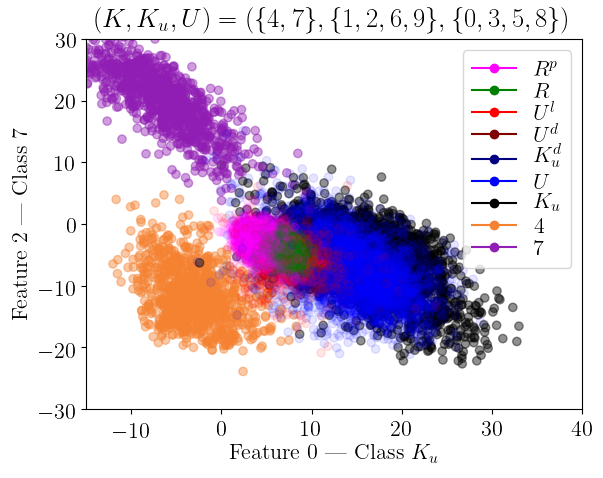 (K, K_u, U) = ({4, 7}, {1, 2, 6, 9}, {0, 3, 5, 8})
R^p
R
U^l
U^d
K_u^d
U
K_u
4
7
Feature 2 — Class 7
30
20
10
0
−10
−20
−30
−10
0
10
20
30
40
Feature 0 — Class K_u